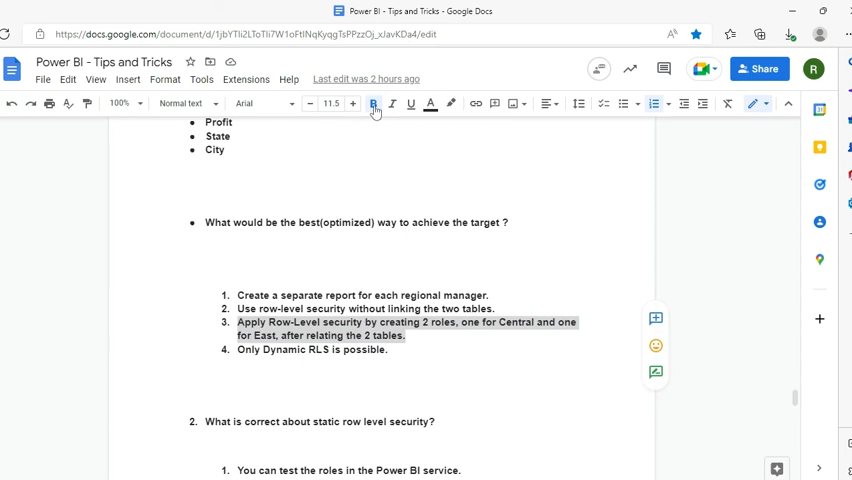 Power BI - Tips and Tricks - Google Docs
https://docs.google.com/document/d/1jbYTIi2LToTli7W1oFtINqKyqgTsPPzzOj_xJavKDa4/edit
Power BI - Tips and Tricks
File Edit View Insert Format Tools Extensions Help Last edit was 2 hours ago
Share
R
100% Normal text Arial − 11.5 + B I U A
Profit
State
City
What would be the best(optimized) way to achieve the target ?
1. Create a separate report for each regional manager.
2. Use row-level security without linking the two tables.
3. Apply Row-Level security by creating 2 roles, one for Central and one
for East, after relating the 2 tables.
4. Only Dynamic RLS is possible.
2. What is correct about static row level security?
1. You can test the roles in the Power BI service.